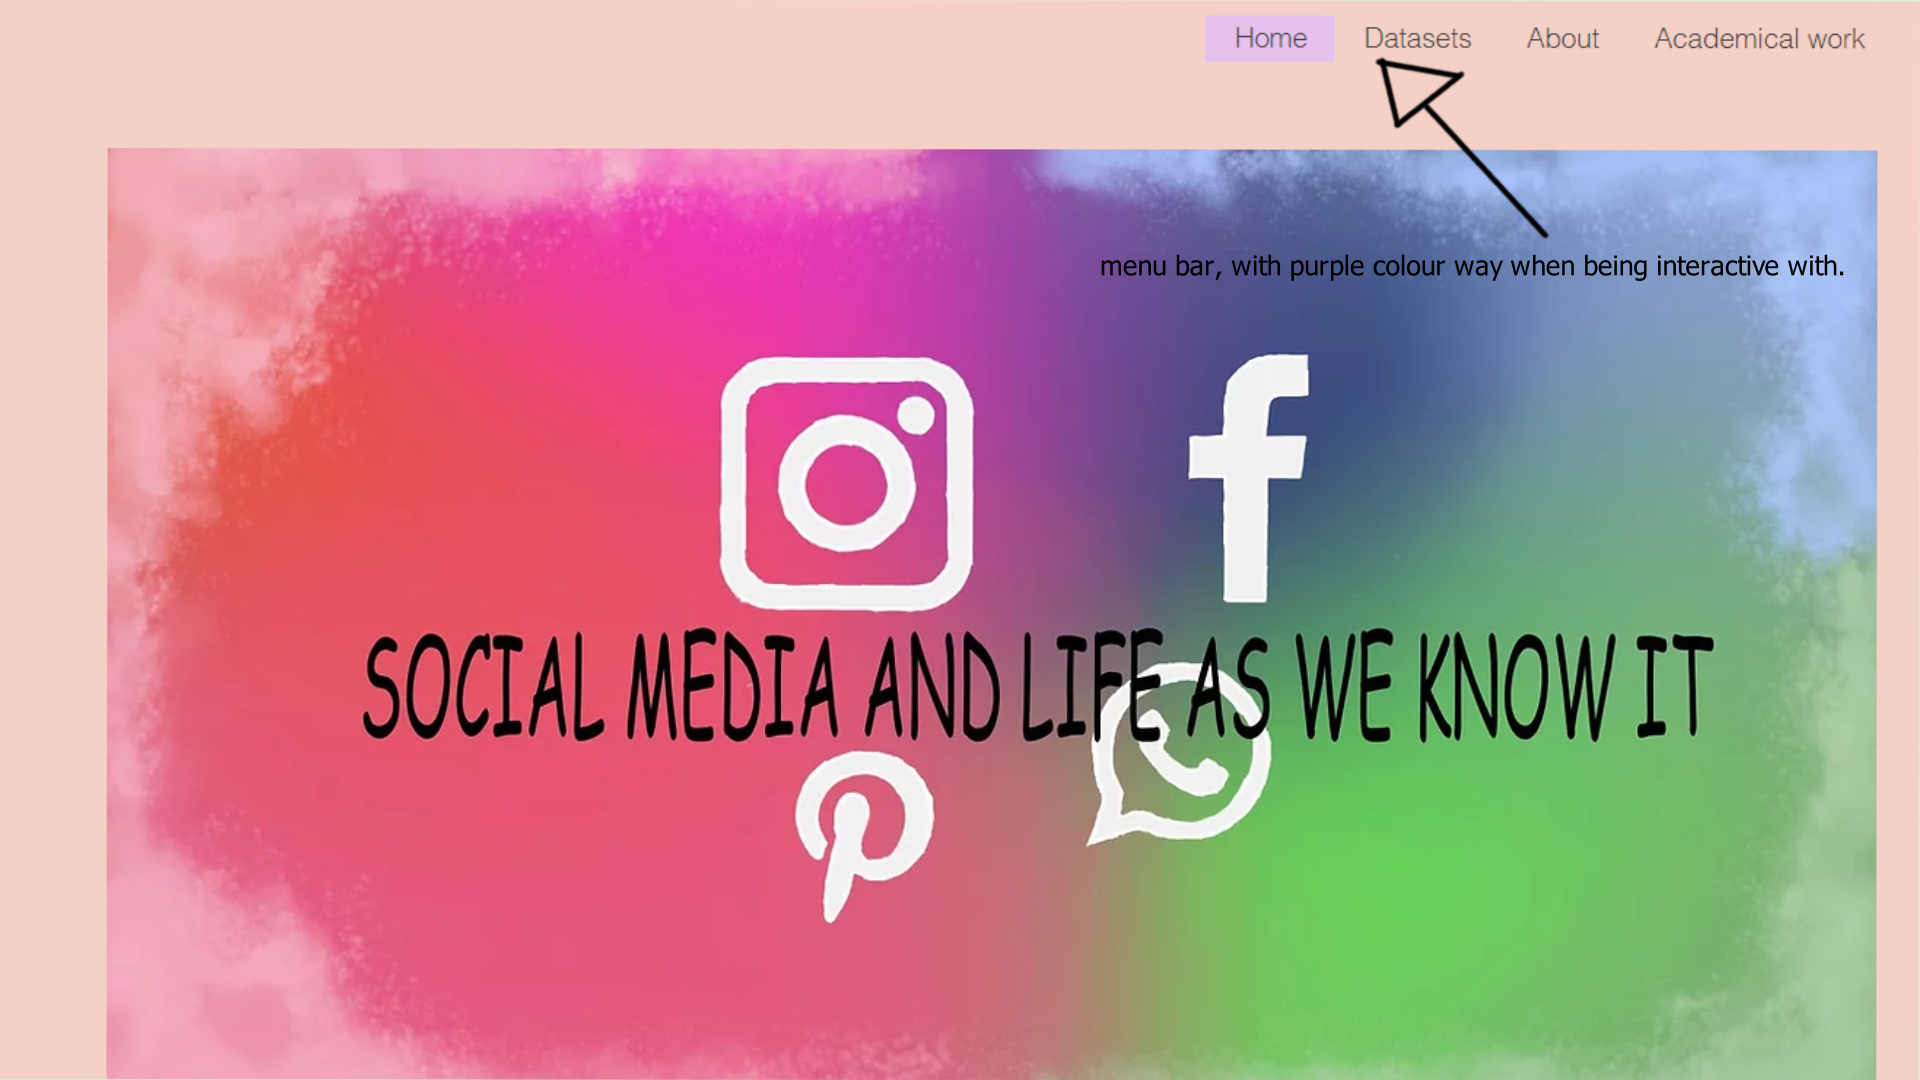 Home Datasets About Academical work
menu bar, with purple colour way when being interactive with.
SOCIAL MEDIA AND LIFE AS WE KNOW IT